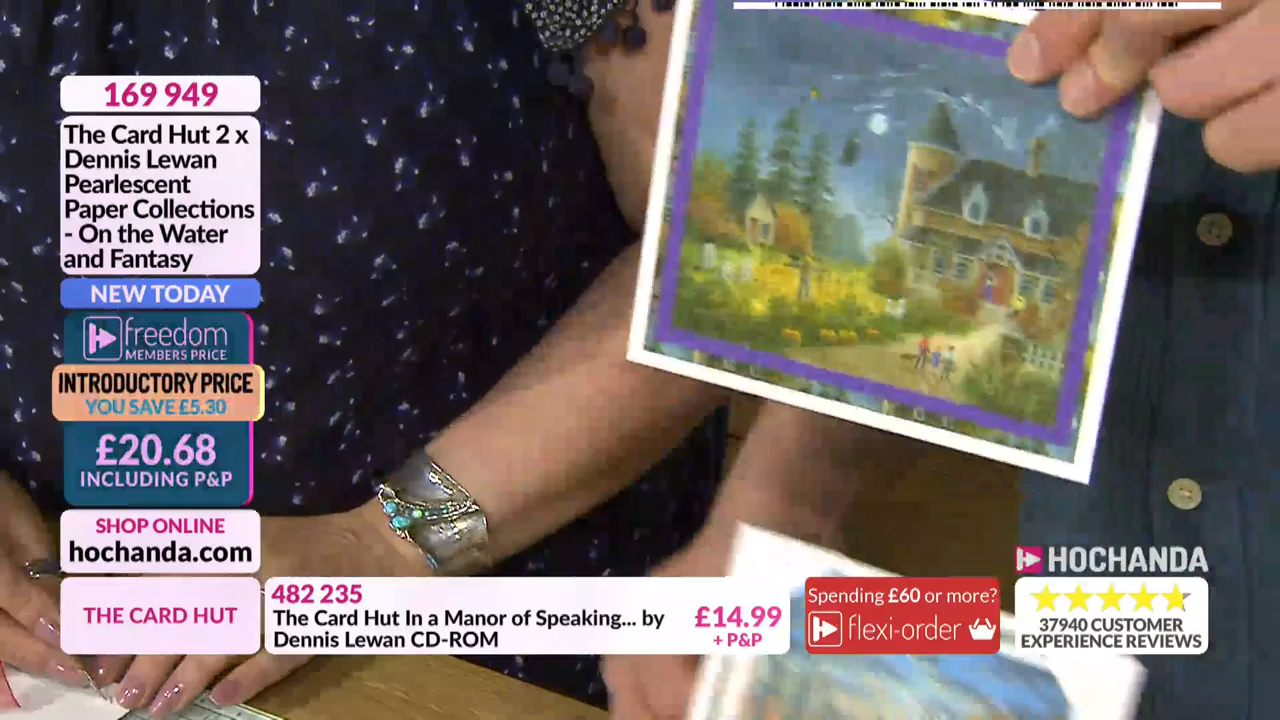 169 949
The Card Hut 2 x
Dennis Lewan
Pearlescent
Paper Collections
- On the Water
and Fantasy
NEW TODAY
freedom
MEMBERS PRICE
INTRODUCTORY PRICE
YOU SAVE £5.30
£20.68
INCLUDING P&P
SHOP ONLINE
hochanda.com
THE CARD HUT
482 235
The Card Hut In a Manor of Speaking... by
Dennis Lewan CD-ROM
£14.99
+ P&P
Spending £60 or more?
flexi-order
HOCHANDA
37940 CUSTOMER
EXPERIENCE REVIEWS